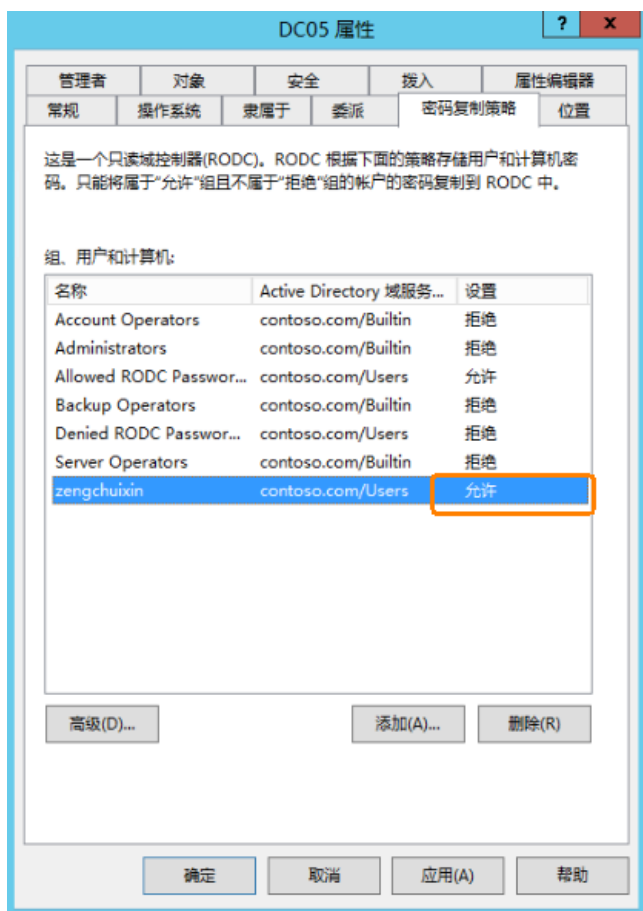 DC05 属性
?
x
管理者 对象 安全 拨入 属性编辑器
常规 操作系统 隶属于 委派 密码复制策略 位置
这是一个只读域控制器(RODC)。RODC 根据下面的策略存储用户和计算机密
码。只能将属于“允许”组且不属于“拒绝”组的帐户的密码复制到 RODC 中。
组、用户和计算机:
名称 Active Directory 域服务... 设置
Account Operators contoso.com/Builtin 拒绝
Administrators contoso.com/Builtin 拒绝
Allowed RODC Passwor... contoso.com/Users 允许
Backup Operators contoso.com/Builtin 拒绝
Denied RODC Passwor... contoso.com/Users 拒绝
Server Operators contoso.com/Builtin 拒绝
zengchuixin contoso.com/Users 允许
高级(D)... 添加(A)... 删除(R)
确定 取消 应用(A) 帮助